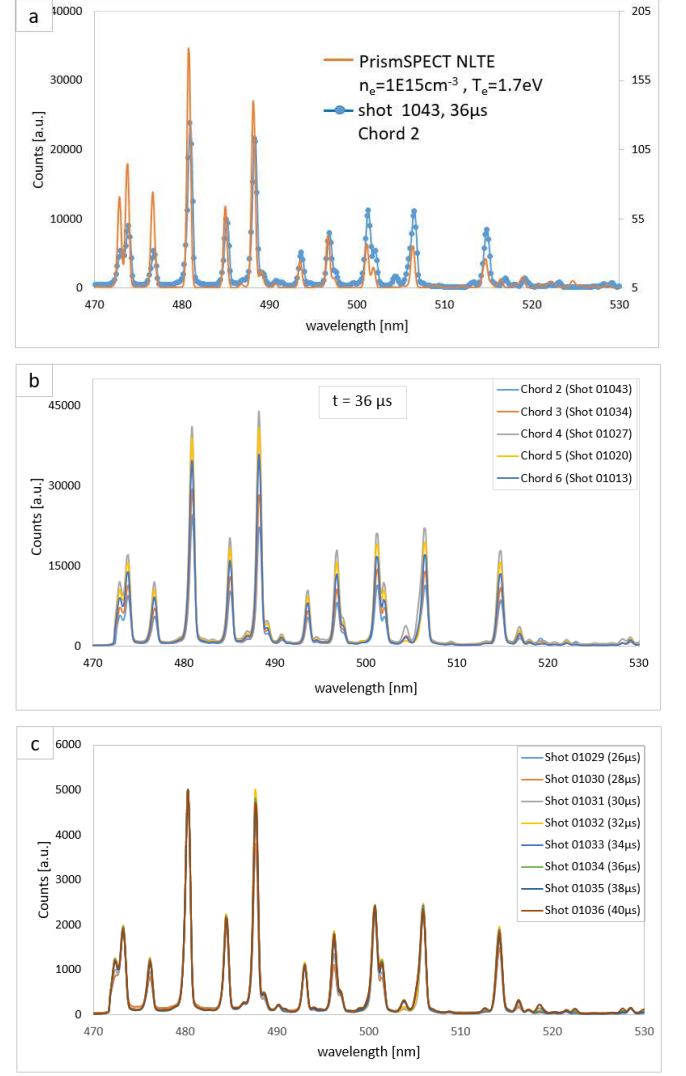 a
40000
30000
20000
10000
0
Counts [a.u.]
205
155
105
55
5
PrismSPECT NLTE
nₑ=1E15cm⁻³ , Tₑ=1.7eV
shot 1043, 36µs
Chord 2
470 480 490 500 510 520 530
wavelength [nm]
b
45000
30000
15000
0
Counts [a.u.]
t = 36 µs
Chord 2 (Shot 01043)
Chord 3 (Shot 01034)
Chord 4 (Shot 01027)
Chord 5 (Shot 01020)
Chord 6 (Shot 01013)
470 480 490 500 510 520 530
wavelength [nm]
c
6000
5000
4000
3000
2000
1000
0
Counts [a.u.]
Shot 01029 (26µs)
Shot 01030 (28µs)
Shot 01031 (30µs)
Shot 01032 (32µs)
Shot 01033 (34µs)
Shot 01034 (36µs)
Shot 01035 (38µs)
Shot 01036 (40µs)
470 480 490 500 510 520 530
wavelength [nm]